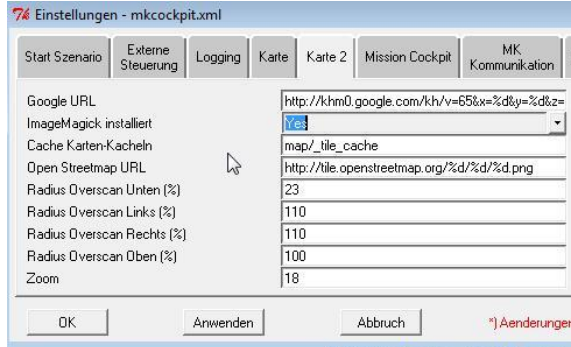 Einstellungen - mkcockpit.xml
Start Szenario
Externe
Steuerung
Logging
Karte
Karte 2
Mission Cockpit
MK
Kommunikation
Google URL http://khm0.google.com/kh/v=65&x=%d&y=%d&z=
ImageMagick installiert Yes
Cache Karten-Kacheln map/_tile_cache
Open Streetmap URL http://tile.openstreetmap.org/%d/%d/%d.png
Radius Overscan Unten (%) 23
Radius Overscan Links (%) 110
Radius Overscan Rechts (%) 110
Radius Overscan Oben (%) 100
Zoom 18
OK Anwenden Abbruch *) Aenderungen